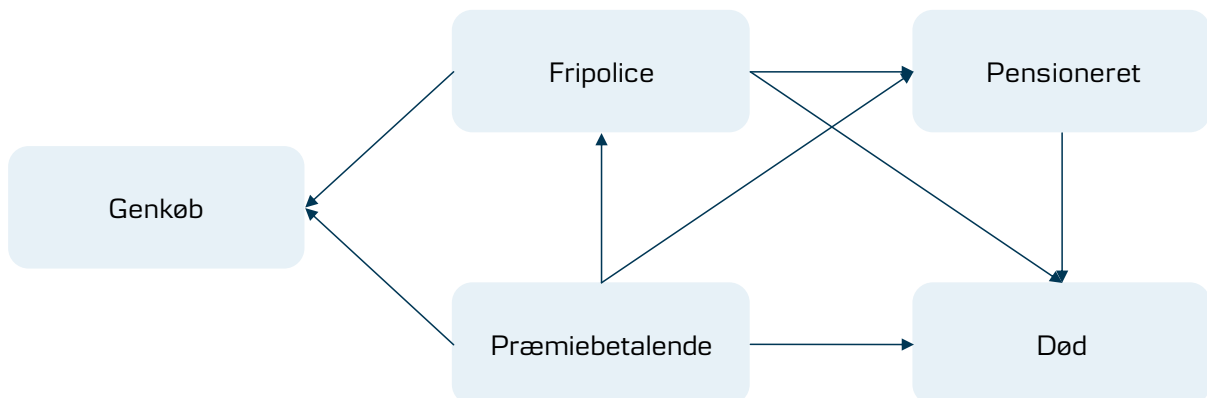 Fripolice
Pensioneret
Genkøb
Præmiebetalende
Død